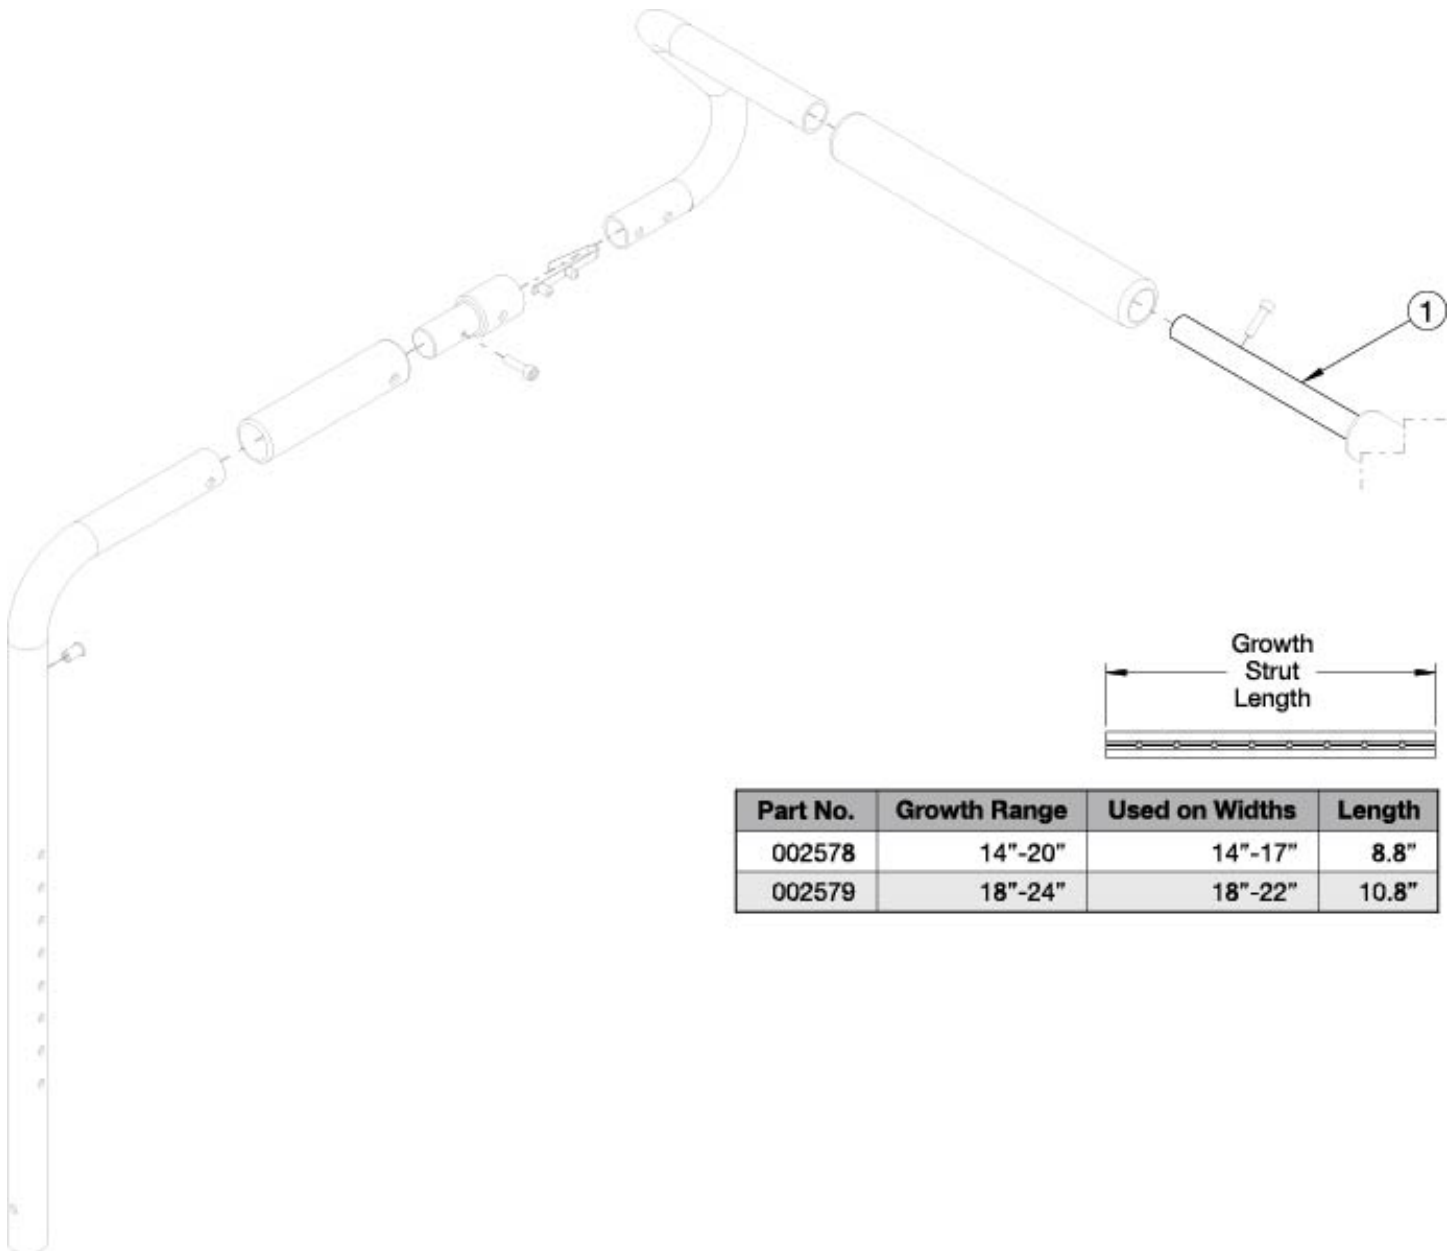 1
Growth
Strut
Length
Part No. Growth Range Used on Widths Length
002578 14”-20” 14”-17” 8.8”
002579 18”-24” 18”-22” 10.8”